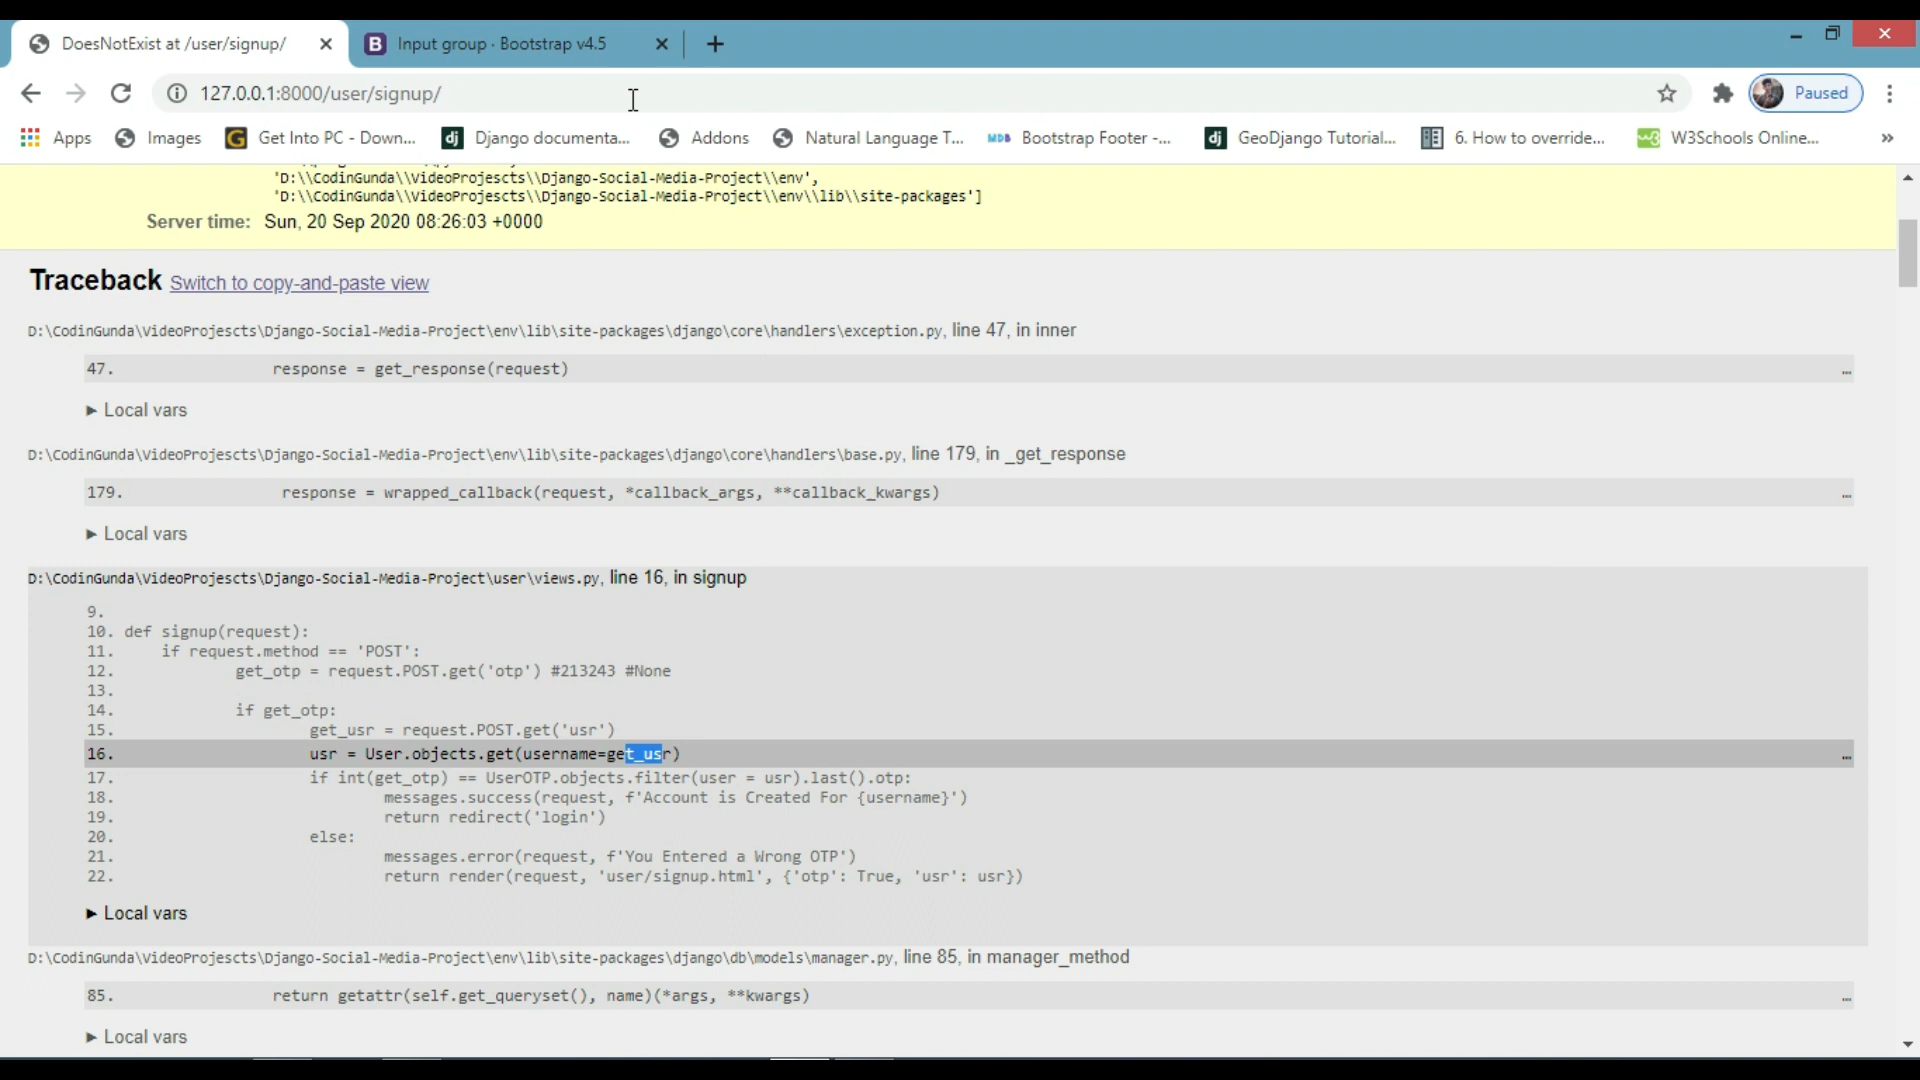 DoesNotExist at /user/signup/
Input group · Bootstrap v4.5
127.0.0.1:8000/user/signup/
Paused
Apps
Images
Get Into PC - Down...
Django documenta...
Addons
Natural Language T...
Bootstrap Footer -...
GeoDjango Tutorial...
6. How to override...
W3Schools Online...
»
'D:\\CodinGunda\\VideoProjescts\\Django-Social-Media-Project\\env',
'D:\\CodinGunda\\VideoProjescts\\Django-Social-Media-Project\\env\\lib\\site-packages']
Server time: Sun, 20 Sep 2020 08:26:03 +0000
Traceback Switch to copy-and-paste view
D:\CodinGunda\VideoProjescts\Django-Social-Media-Project\env\lib\site-packages\django\core\handlers\exception.py, line 47, in inner
47. response = get_response(request) …
▶ Local vars
D:\CodinGunda\VideoProjescts\Django-Social-Media-Project\env\lib\site-packages\django\core\handlers\base.py, line 179, in _get_response
179. response = wrapped_callback(request, *callback_args, **callback_kwargs) …
▶ Local vars
D:\CodinGunda\VideoProjescts\Django-Social-Media-Project\user\views.py, line 16, in signup
9.
10. def signup(request):
11. if request.method == 'POST':
12. get_otp = request.POST.get('otp') #213243 #None
13.
14. if get_otp:
15. get_usr = request.POST.get('usr')
16. usr = User.objects.get(username=get_usr) …
17. if int(get_otp) == UserOTP.objects.filter(user = usr).last().otp:
18. messages.success(request, f'Account is Created For {username}')
19. return redirect('login')
20. else:
21. messages.error(request, f'You Entered a Wrong OTP')
22. return render(request, 'user/signup.html', {'otp': True, 'usr': usr})
▶ Local vars
D:\CodinGunda\VideoProjescts\Django-Social-Media-Project\env\lib\site-packages\django\db\models\manager.py, line 85, in manager_method
85. return getattr(self.get_queryset(), name)(*args, **kwargs) …
▶ Local vars